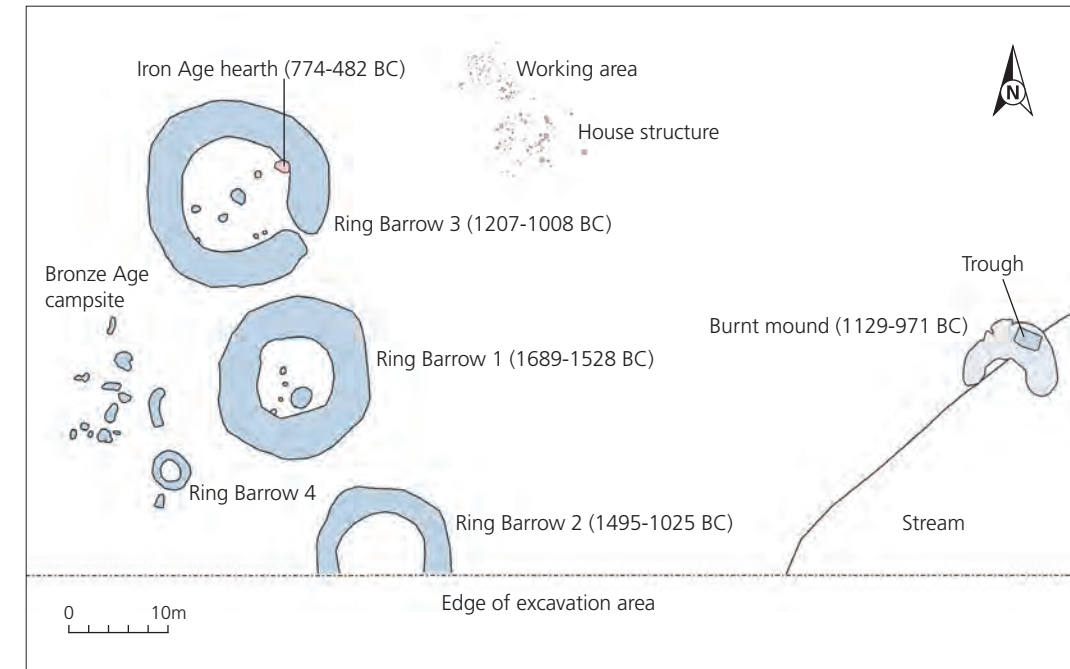 Iron Age hearth (774-482 BC)
Working area
N
House structure
Ring Barrow 3 (1207-1008 BC)
Bronze Age
campsite
Trough
Burnt mound (1129-971 BC)
Ring Barrow 1 (1689-1528 BC)
Ring Barrow 4
Ring Barrow 2 (1495-1025 BC)
Stream
Edge of excavation area
0 10m